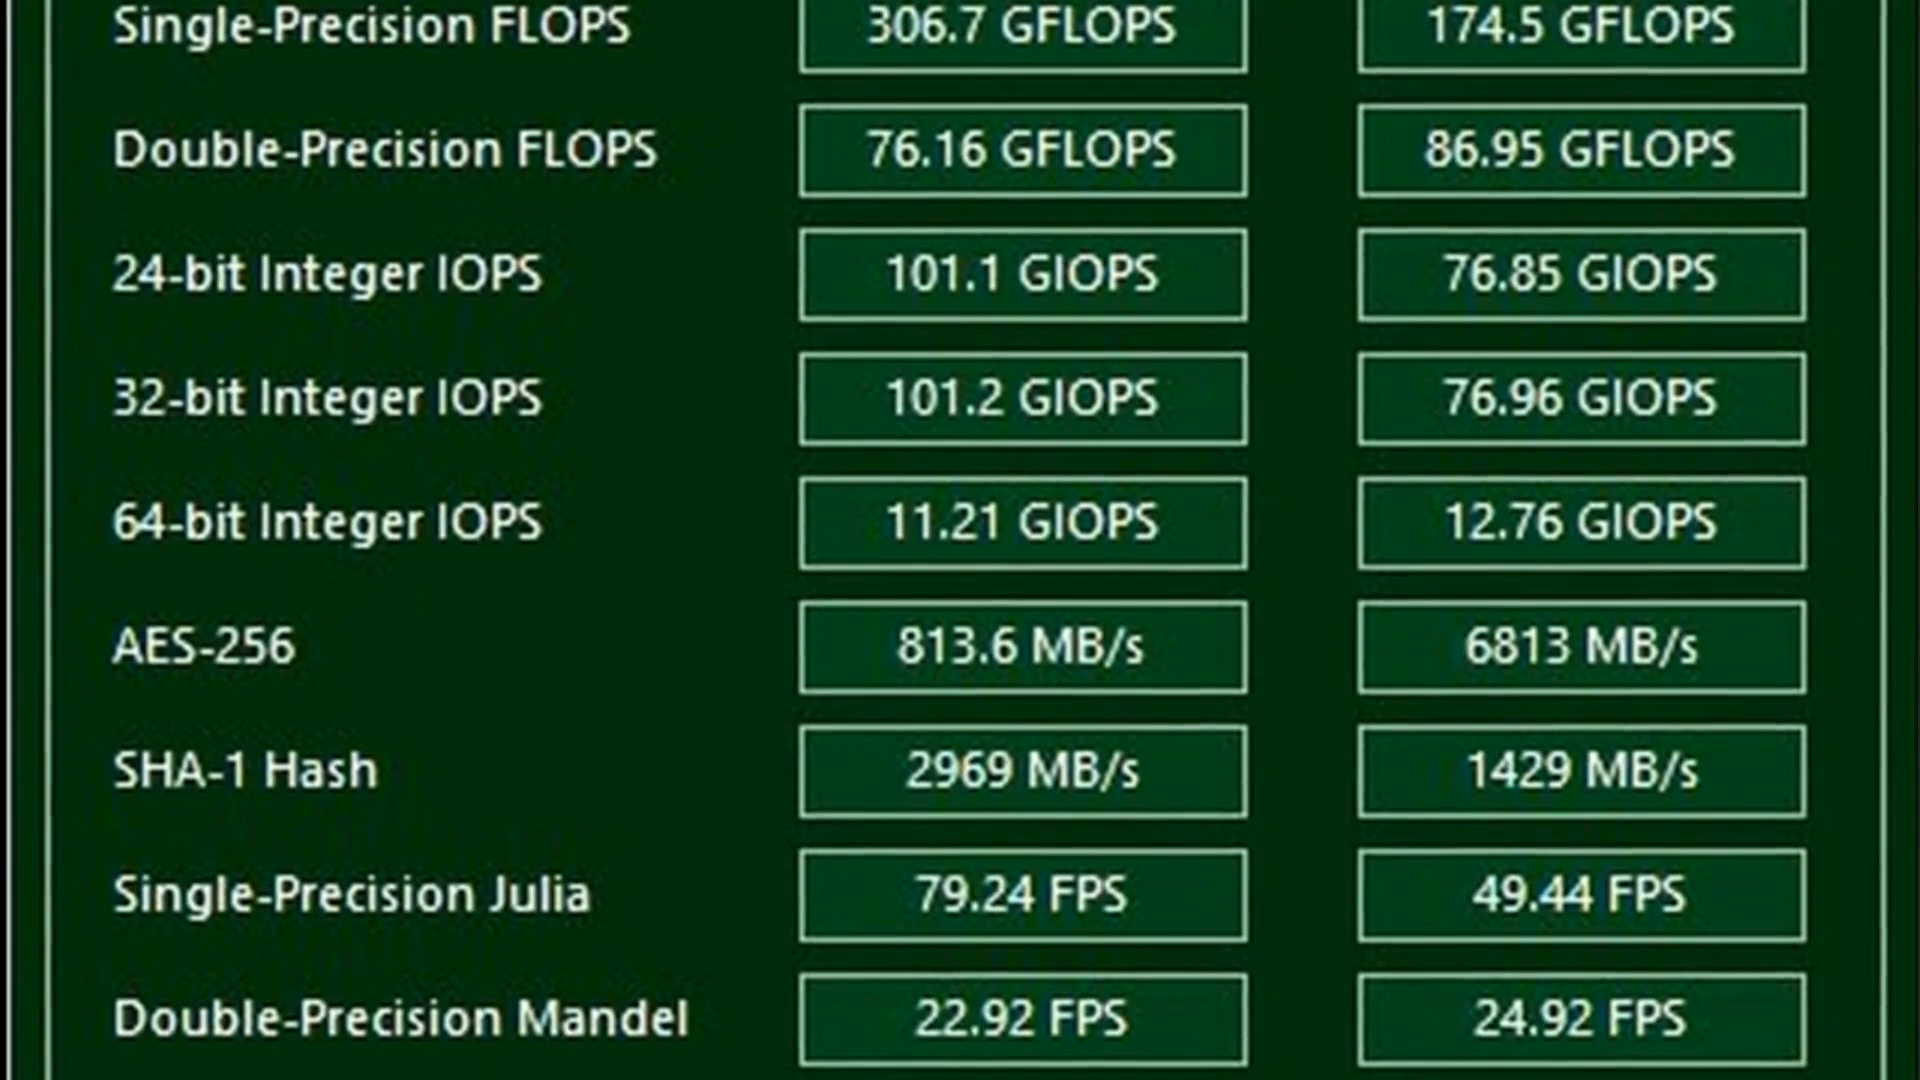 Single-Precision FLOPS 306.7 GFLOPS 174.5 GFLOPS
Double-Precision FLOPS 76.16 GFLOPS 86.95 GFLOPS
24-bit Integer IOPS 101.1 GIOPS 76.85 GIOPS
32-bit Integer IOPS 101.2 GIOPS 76.96 GIOPS
64-bit Integer IOPS 11.21 GIOPS 12.76 GIOPS
AES-256 813.6 MB/s 6813 MB/s
SHA-1 Hash 2969 MB/s 1429 MB/s
Single-Precision Julia 79.24 FPS 49.44 FPS
Double-Precision Mandel 22.92 FPS 24.92 FPS